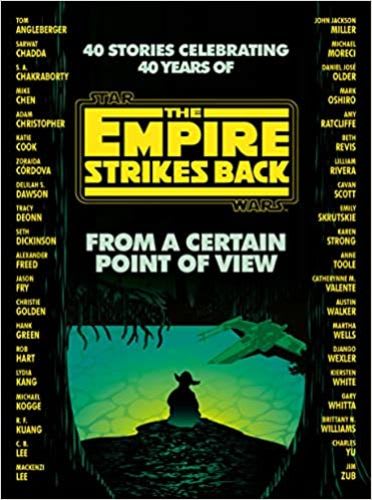 40 STORIES CELEBRATING
40 YEARS OF
STAR
THE
EMPIRE
STRIKES BACK
WARS
FROM A CERTAIN
POINT OF VIEW
TOM
ANGLEBERGER
SARWAT
CHADDA
S. A.
CHAKRABORTY
MIKE
CHEN
ADAM
CHRISTOPHER
KATIE
COOK
ZORAIDA
CÓRDOVA
DELILAH S.
DAWSON
TRACY
DEONN
SETH
DICKINSON
ALEXANDER
FREED
JASON
FRY
CHRISTIE
GOLDEN
HANK
GREEN
ROB
HART
LYDIA
KANG
MICHAEL
KOGGE
R. F.
KUANG
C. B.
LEE
MACKENZI
LEE
JOHN JACKSON
MILLER
MICHAEL
MORECI
DANIEL JOSÉ
OLDER
MARK
OSHIRO
AMY
RATCLIFFE
BETH
REVIS
LILLIAM
RIVERA
CAVAN
SCOTT
EMILY
SKRUTSKIE
KAREN
STRONG
ANNE
TOOLE
CATHERYNNE M.
VALENTE
AUSTIN
WALKER
MARTHA
WELLS
DJANGO
WEXLER
KIERSTEN
WHITE
GARY
WHITTA
BRITTANY N.
WILLIAMS
CHARLES
YU
JIM
ZUB